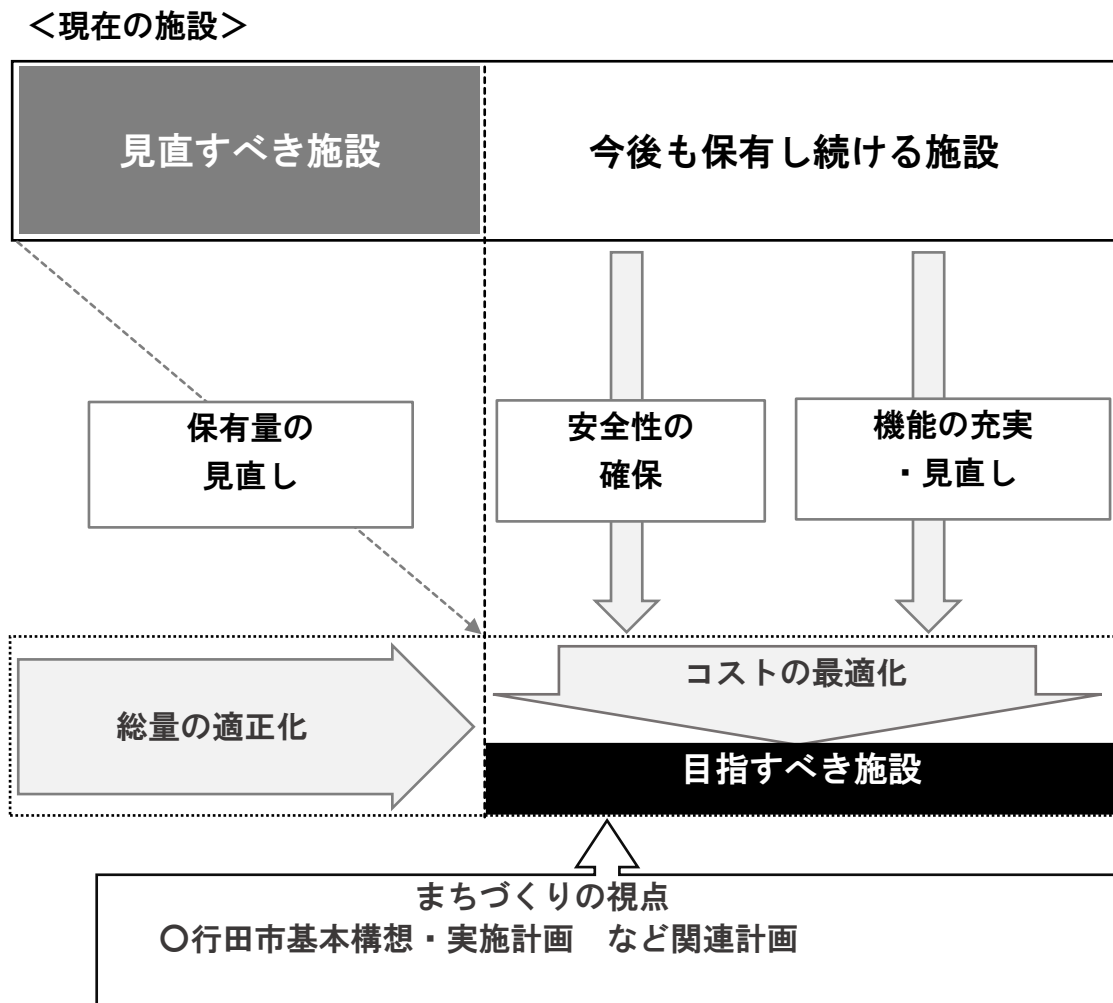 ＜現在の施設＞
見直すべき施設
今後も保有し続ける施設
保有量の
見直し
安全性の
確保
機能の充実
・見直し
コストの最適化
総量の適正化
目指すべき施設
まちづくりの視点
〇行田市基本構想・実施計画　など関連計画